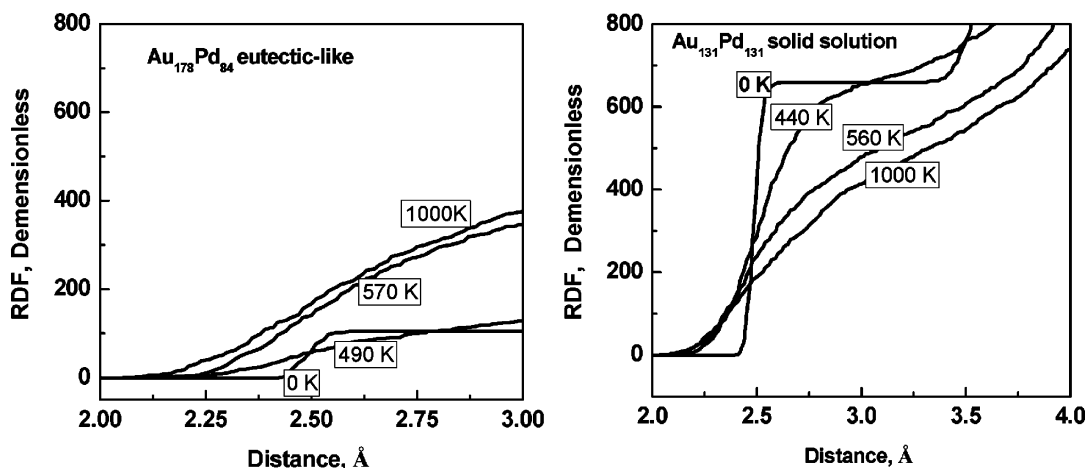 800
600
400
200
0
RDF, Demensionless
Au178Pd84 eutectic-like
1000K
570 K
490 K
0 K
2.00 2.25 2.50 2.75 3.00
Distance, Å
800
600
400
200
0
RDF, Demensionless
Au131Pd131 solid solution
0 K
440 K
560 K
1000 K
2.0 2.5 3.0 3.5 4.0
Distance, Å